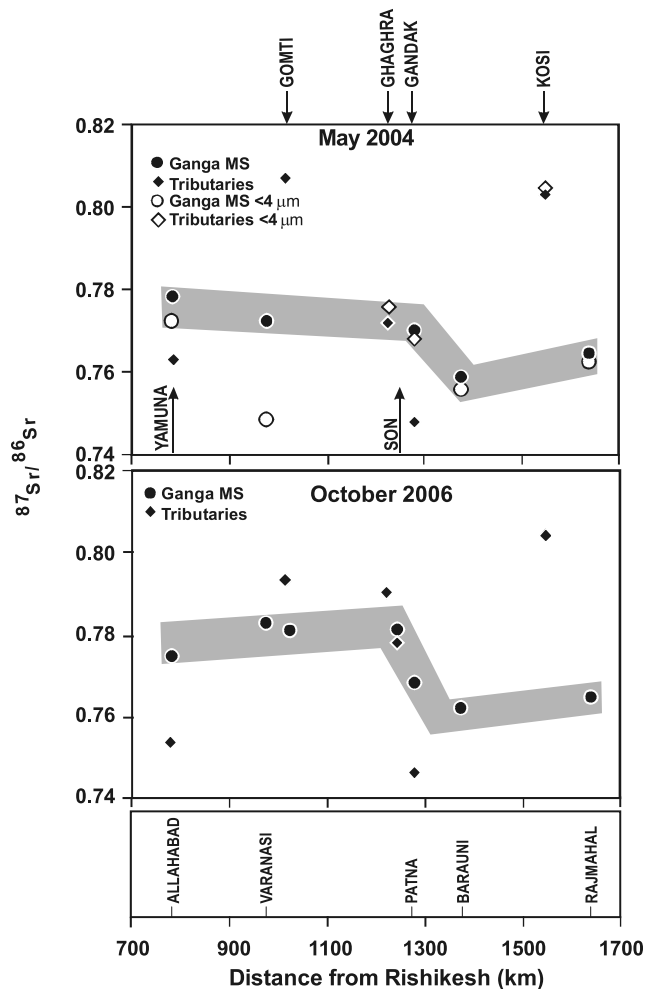 GOMTI
GHAGHRA
GANDAK
KOSI
0.82
May 2004
Ganga MS
Tributaries
Ganga MS <4 μm
Tributaries <4 μm
0.80
0.78
0.76
0.74
YAMUNA
SON
87Sr/ 86Sr
0.82
October 2006
Ganga MS
Tributaries
0.80
0.78
0.76
0.74
ALLAHABAD
VARANASI
PATNA
BARAUNI
RAJMAHAL
700 900 1100 1300 1500 1700
Distance from Rishikesh (km)